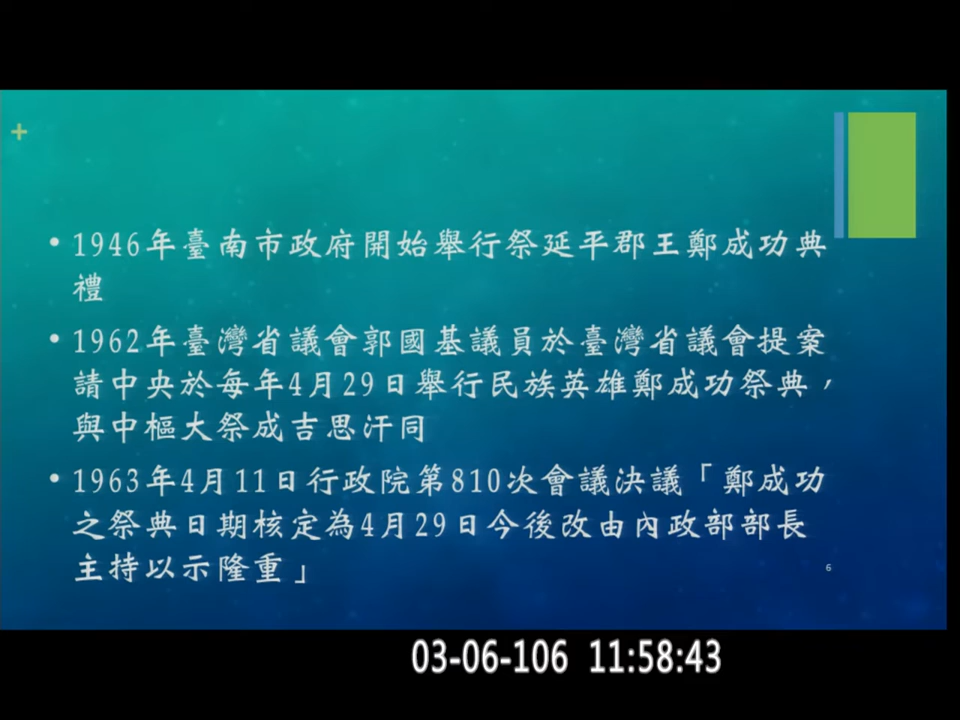 +
• 1946年臺南市政府開始舉行祭延平郡王鄭成功典
禮
• 1962年臺灣省議會郭國基議員於臺灣省議會提案
請中央於每年4月29日舉行民族英雄鄭成功祭典，
與中樞大祭成吉思汗同
• 1963年4月11日行政院第810次會議決議「鄭成功
之祭典日期核定為4月29日今後改由內政部部長
主持以示隆重」
6
03-06-106 11:58:43